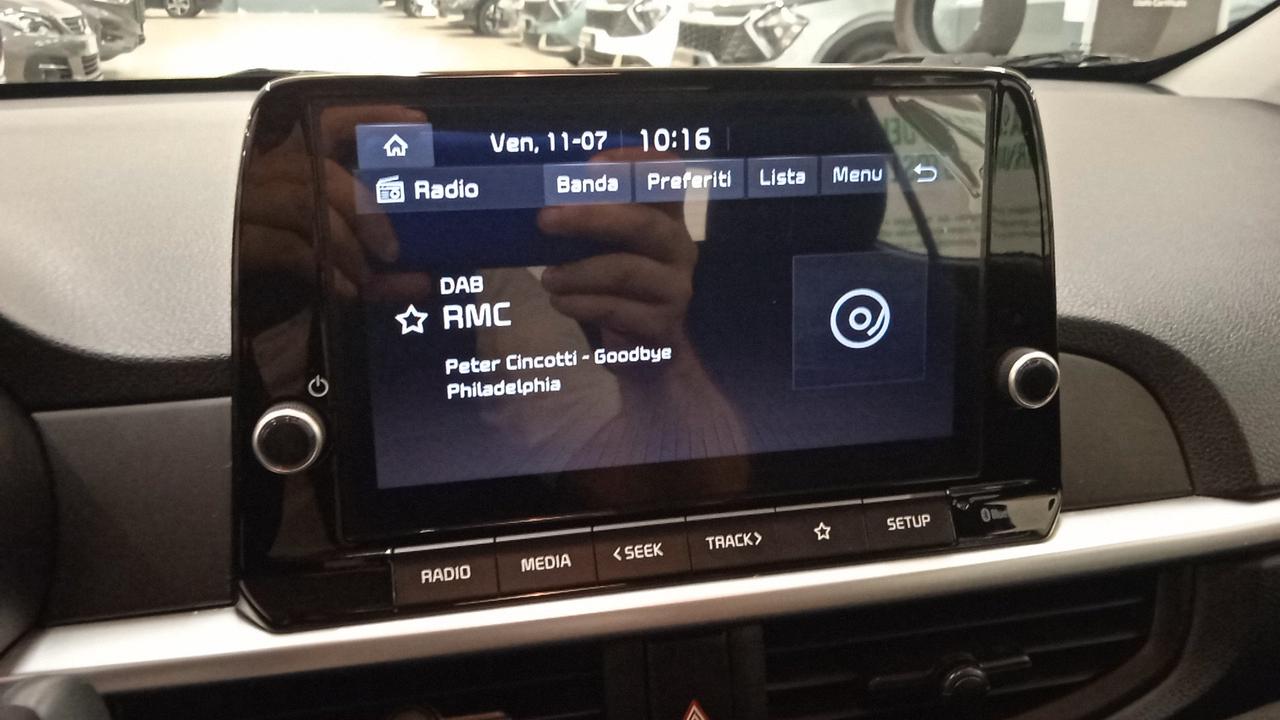 Ven, 11-07 10:16
Radio Banda Preferiti Lista Menu
DAB
RMC
Peter Cincotti - Goodbye
Philadelphia
RADIO MEDIA <SEEK TRACK> SETUP